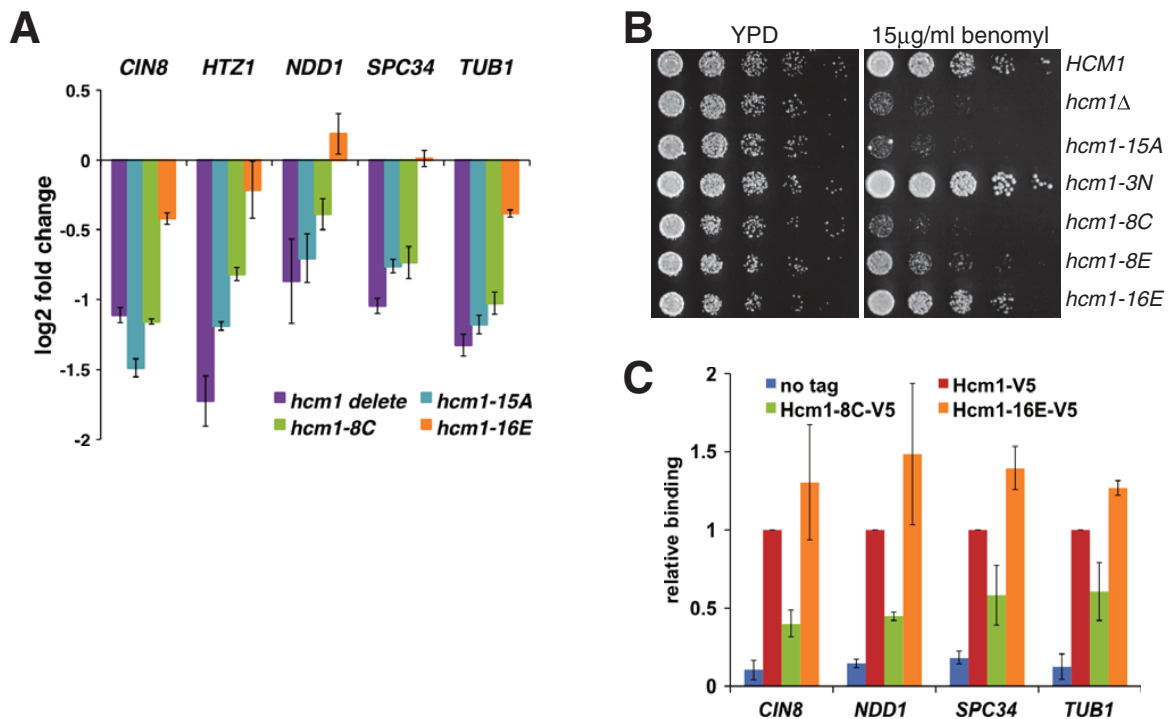 A
CIN8 HTZ1 NDD1 SPC34 TUB1
0.5
0
-0.5
-1
-1.5
-2
log2 fold change
hcm1 delete hcm1-15A
hcm1-8C hcm1-16E
B
YPD 15µg/ml benomyl
HCM1
hcm1Δ
hcm1-15A
hcm1-3N
hcm1-8C
hcm1-8E
hcm1-16E
C
2
1.5
1
0.5
0
relative binding
no tag Hcm1-V5
Hcm1-8C-V5 Hcm1-16E-V5
CIN8 NDD1 SPC34 TUB1